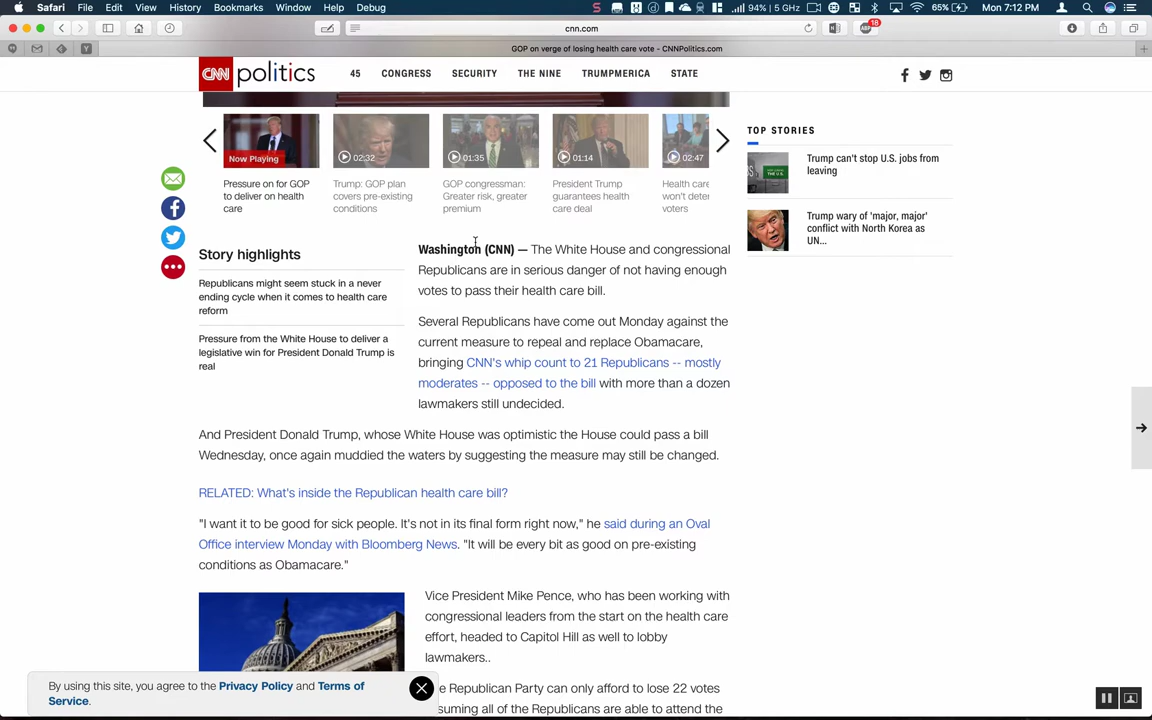 Safari File Edit View History Bookmarks Window Help Debug 94% 5 GHz 65% Mon 7:12 PM
cnn.com 18
GOP on verge of losing health care vote - CNNPolitics.com
CNN politics 45 CONGRESS SECURITY THE NINE TRUMPMERICA STATE
Now Playing 02:32 01:35 01:14 02:47
Pressure on for GOP
to deliver on health
care
Trump: GOP plan
covers pre-existing
conditions
GOP congressman:
Greater risk, greater
premium
President Trump
guarantees health
care deal
Health care
won't deter
voters
TOP STORIES
Trump can't stop U.S. jobs from
leaving
Trump wary of 'major, major'
conflict with North Korea as
UN...
Story highlights
Republicans might seem stuck in a never
ending cycle when it comes to health care
reform
Pressure from the White House to deliver a
legislative win for President Donald Trump is
real
Washington (CNN) — The White House and congressional
Republicans are in serious danger of not having enough
votes to pass their health care bill.
Several Republicans have come out Monday against the
current measure to repeal and replace Obamacare,
bringing CNN's whip count to 21 Republicans -- mostly
moderates -- opposed to the bill with more than a dozen
lawmakers still undecided.
And President Donald Trump, whose White House was optimistic the House could pass a bill
Wednesday, once again muddied the waters by suggesting the measure may still be changed.
RELATED: What's inside the Republican health care bill?
"I want it to be good for sick people. It's not in its final form right now," he said during an Oval
Office interview Monday with Bloomberg News. "It will be every bit as good on pre-existing
conditions as Obamacare."
Vice President Mike Pence, who has been working with
congressional leaders from the start on the health care
effort, headed to Capitol Hill as well to lobby
lawmakers..
e Republican Party can only afford to lose 22 votes
suming all of the Republicans are able to attend the
By using this site, you agree to the Privacy Policy and Terms of
Service.